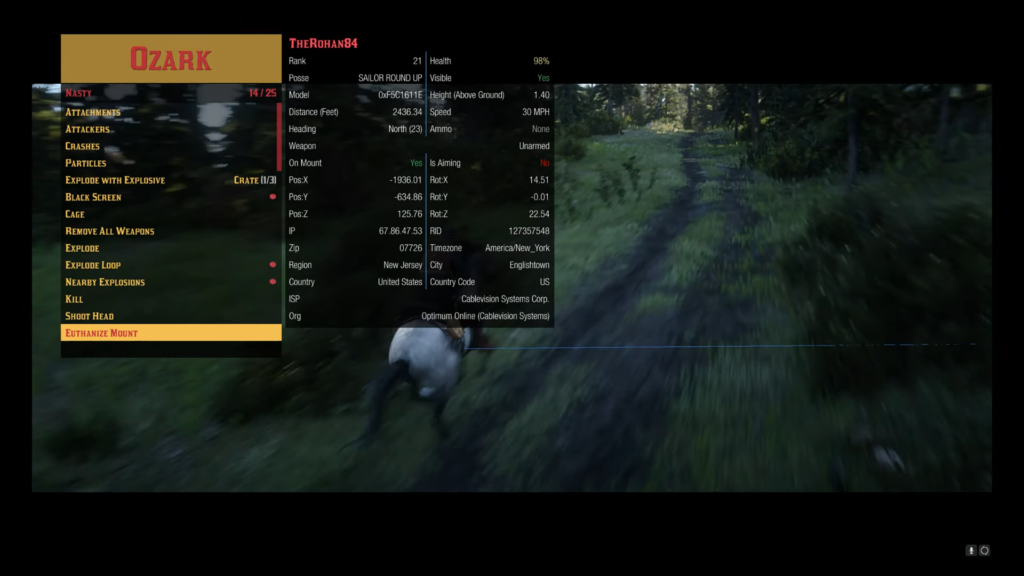 OZARK
NASTY 14 / 25
ATTACHMENTS
ATTACKERS
CRASHES
PARTICLES
EXPLODE WITH EXPLOSIVE CRATE (1/3)
BLACK SCREEN
CAGE
REMOVE ALL WEAPONS
EXPLODE
EXPLODE LOOP
NEARBY EXPLOSIONS
KILL
SHOOT HEAD
EUTHANIZE MOUNT
THEROHAN84
Rank 21 Health 98%
Posse SAILOR ROUND UP Visible Yes
Model 0xF5C1611E Height (Above Ground) 1.40
Distance (Feet) 2436.34 Speed 30 MPH
Heading North (23) Ammo None
Weapon Unarmed
On Mount Yes Is Aiming No
Pos:X -1936.01 Rot:X 14.51
Pos:Y -634.86 Rot:Y -0.01
Pos:Z 125.76 Rot:Z 22.54
IP 67.86.47.53 RID 127357548
Zip 07726 Timezone America/New_York
Region New Jersey City Englishtown
Country United States Country Code US
ISP Cablevision Systems Corp.
Org Optimum Online (Cablevision Systems)